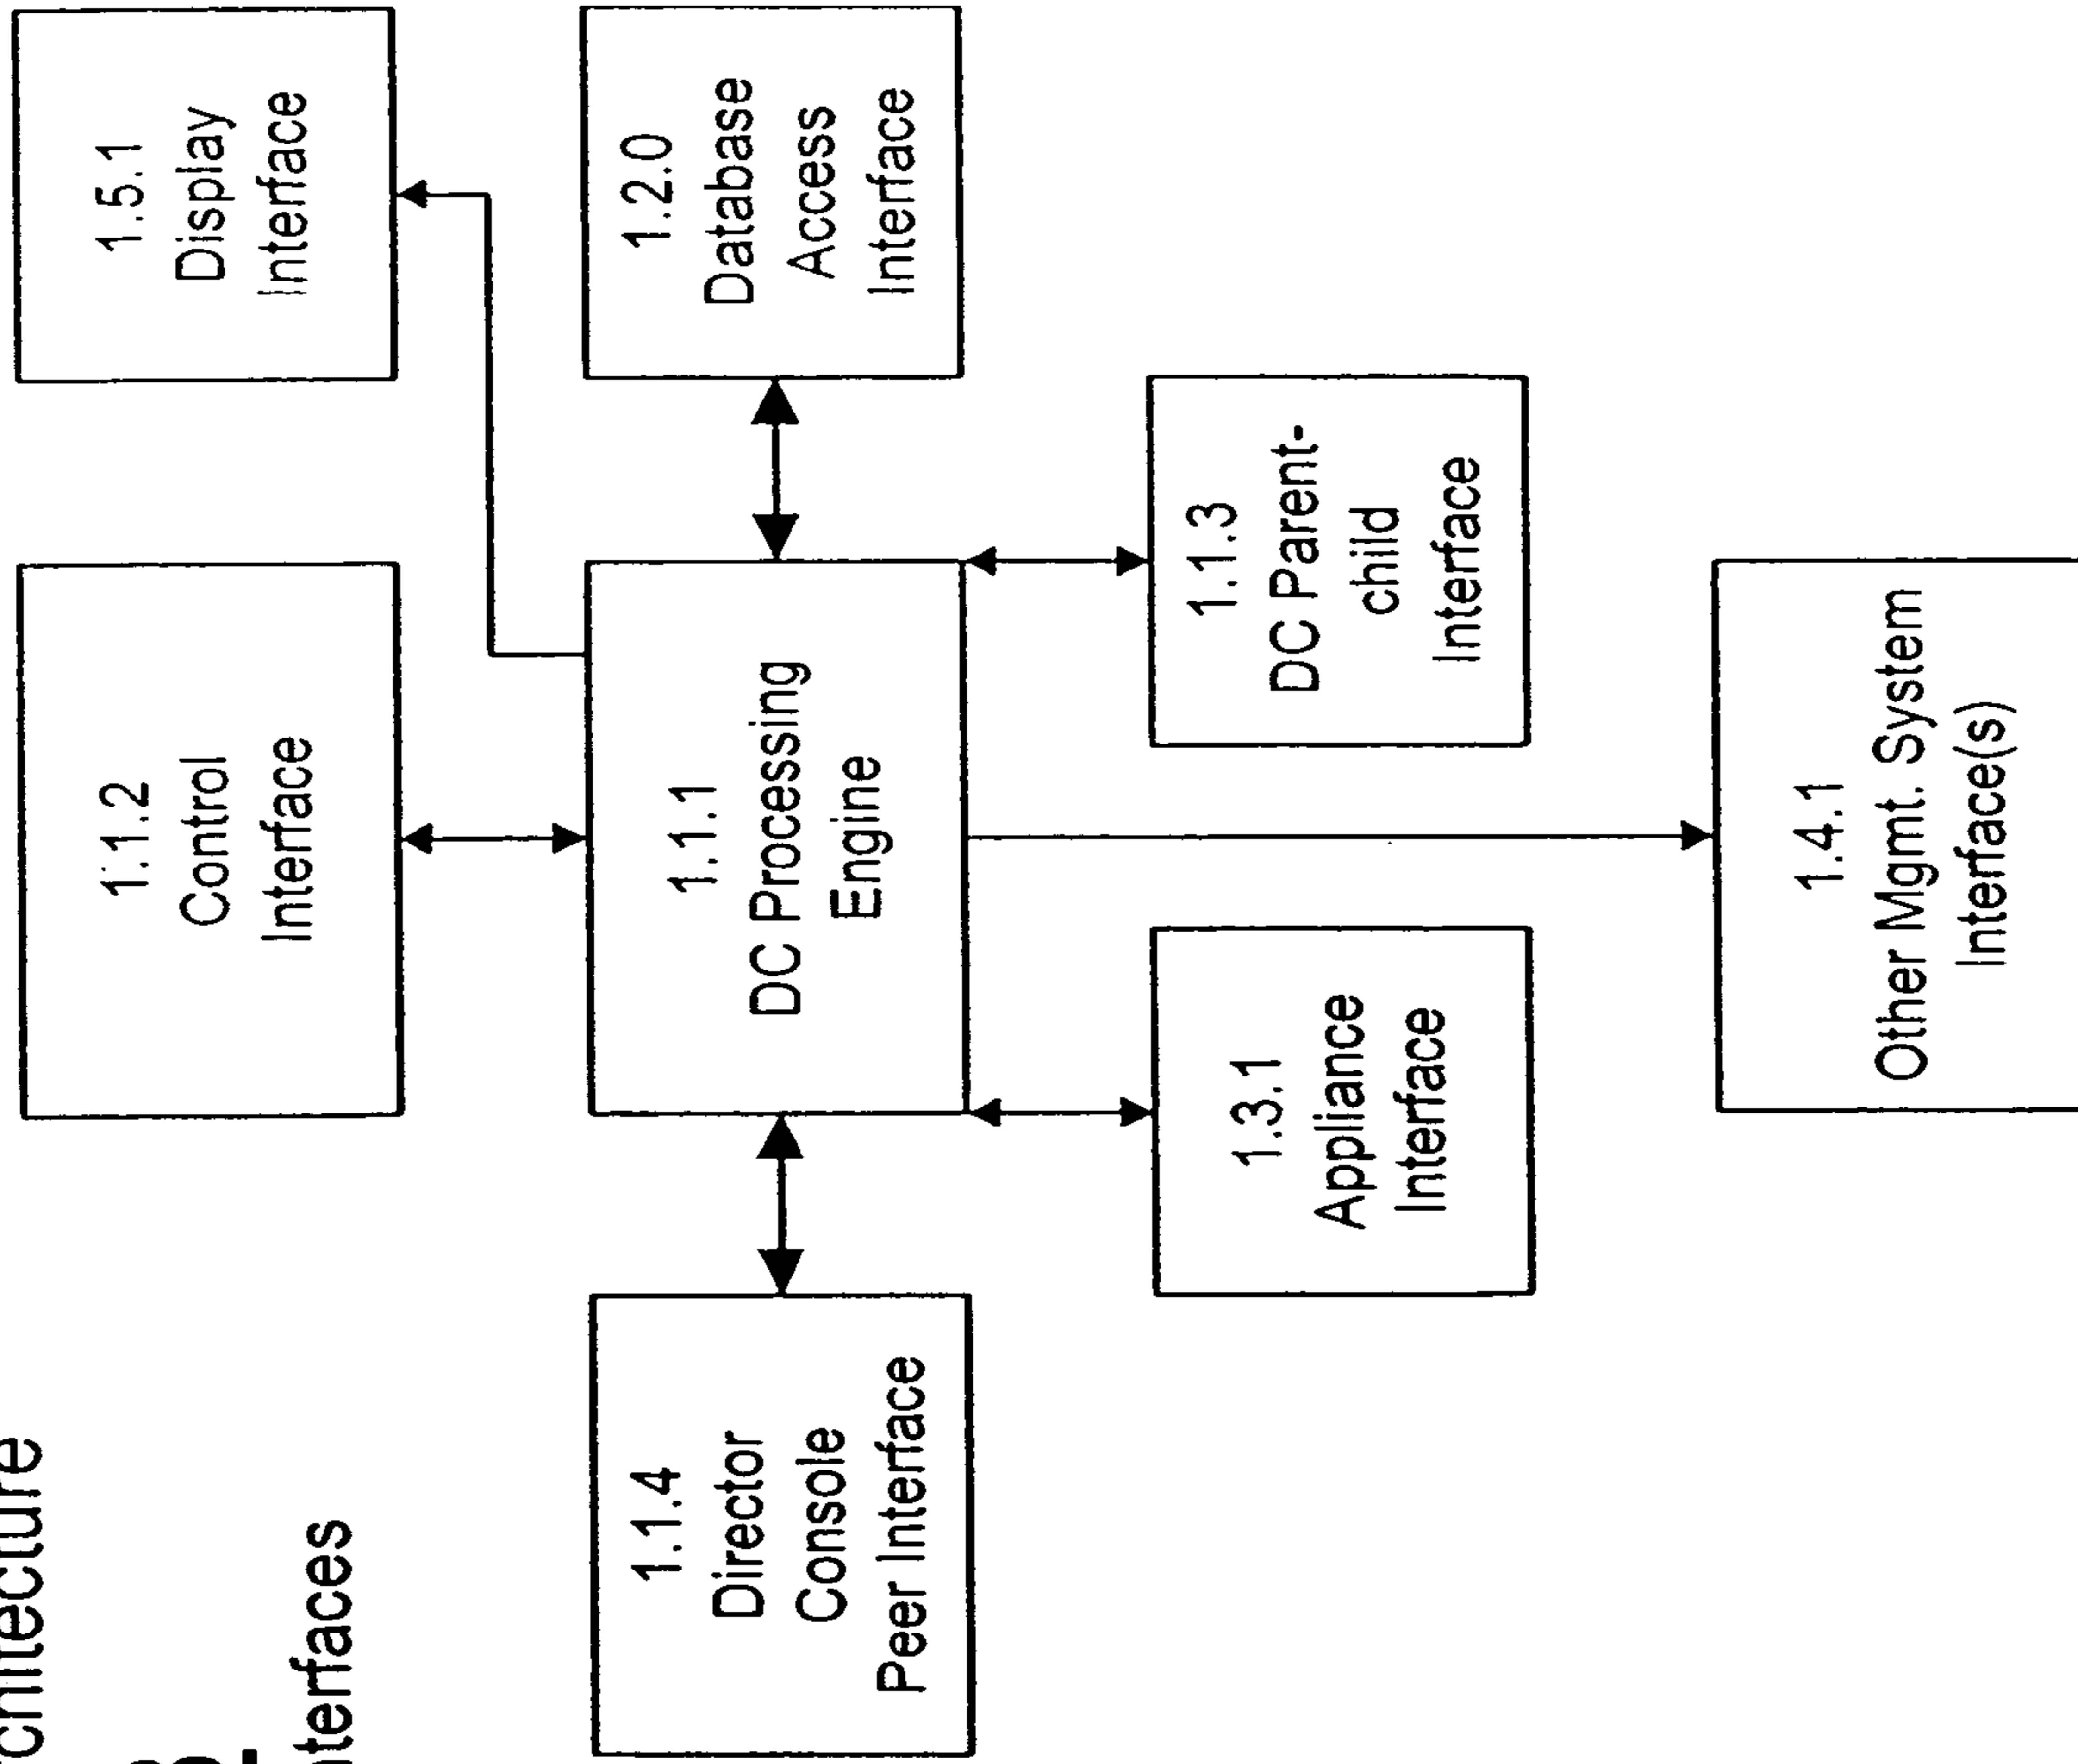 chitecture
terfaces
1.1.2
Control
Interface
1.5.1
Display
Interface
1.1.4
Director
Console
Peer Interface
1.1.1
DC Processing
Engine
1.2.0
Database
Access
Interface
1.3.1
Appliance
Interface
1.1.3
DC Parent-
child
Interface
1.4.1
Other Mgmt. System
Interface(s)